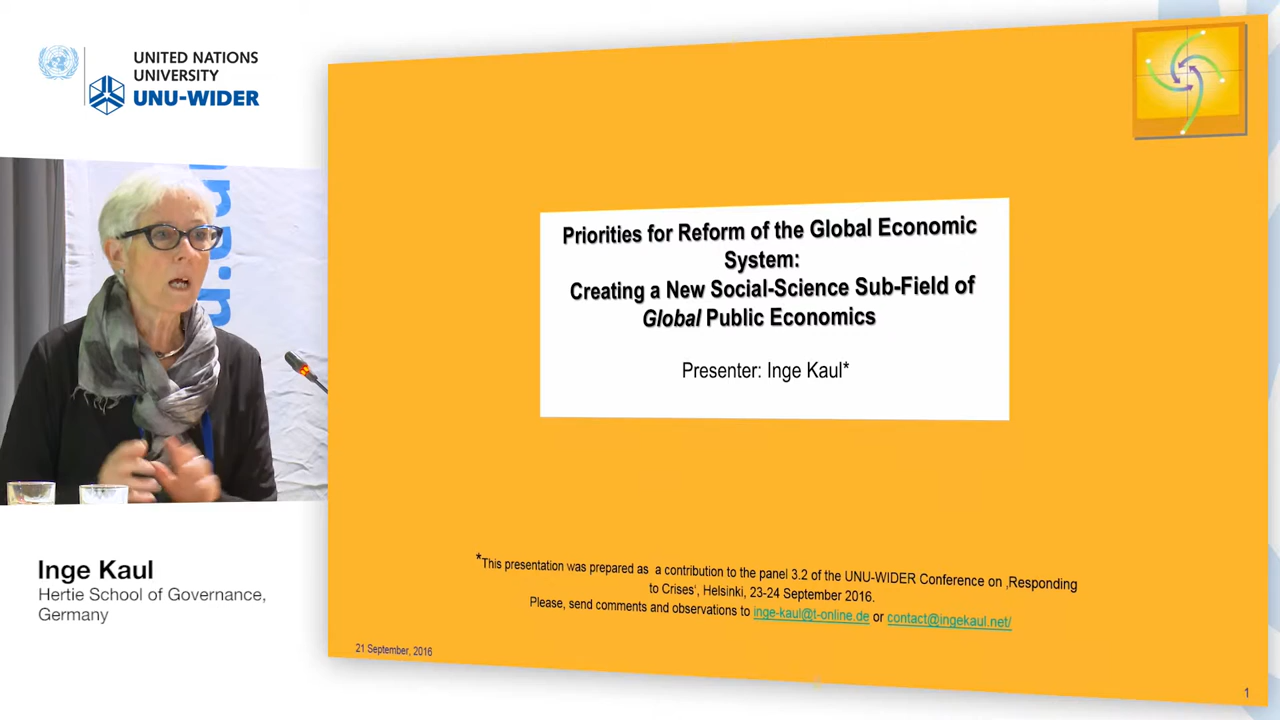 UNITED NATIONS
UNIVERSITY
UNU-WIDER
Inge Kaul
Hertie School of Governance,
Germany
Priorities for Reform of the Global Economic
System:
Creating a New Social-Science Sub-Field of
Global Public Economics
Presenter: Inge Kaul*
*This presentation was prepared as a contribution to the panel 3.2 of the UNU-WIDER Conference on ‚Responding
to Crises‘, Helsinki, 23-24 September 2016.
Please, send comments and observations to inge-kaul@t-online.de or contact@ingekaul.net/
21 September, 2016
1